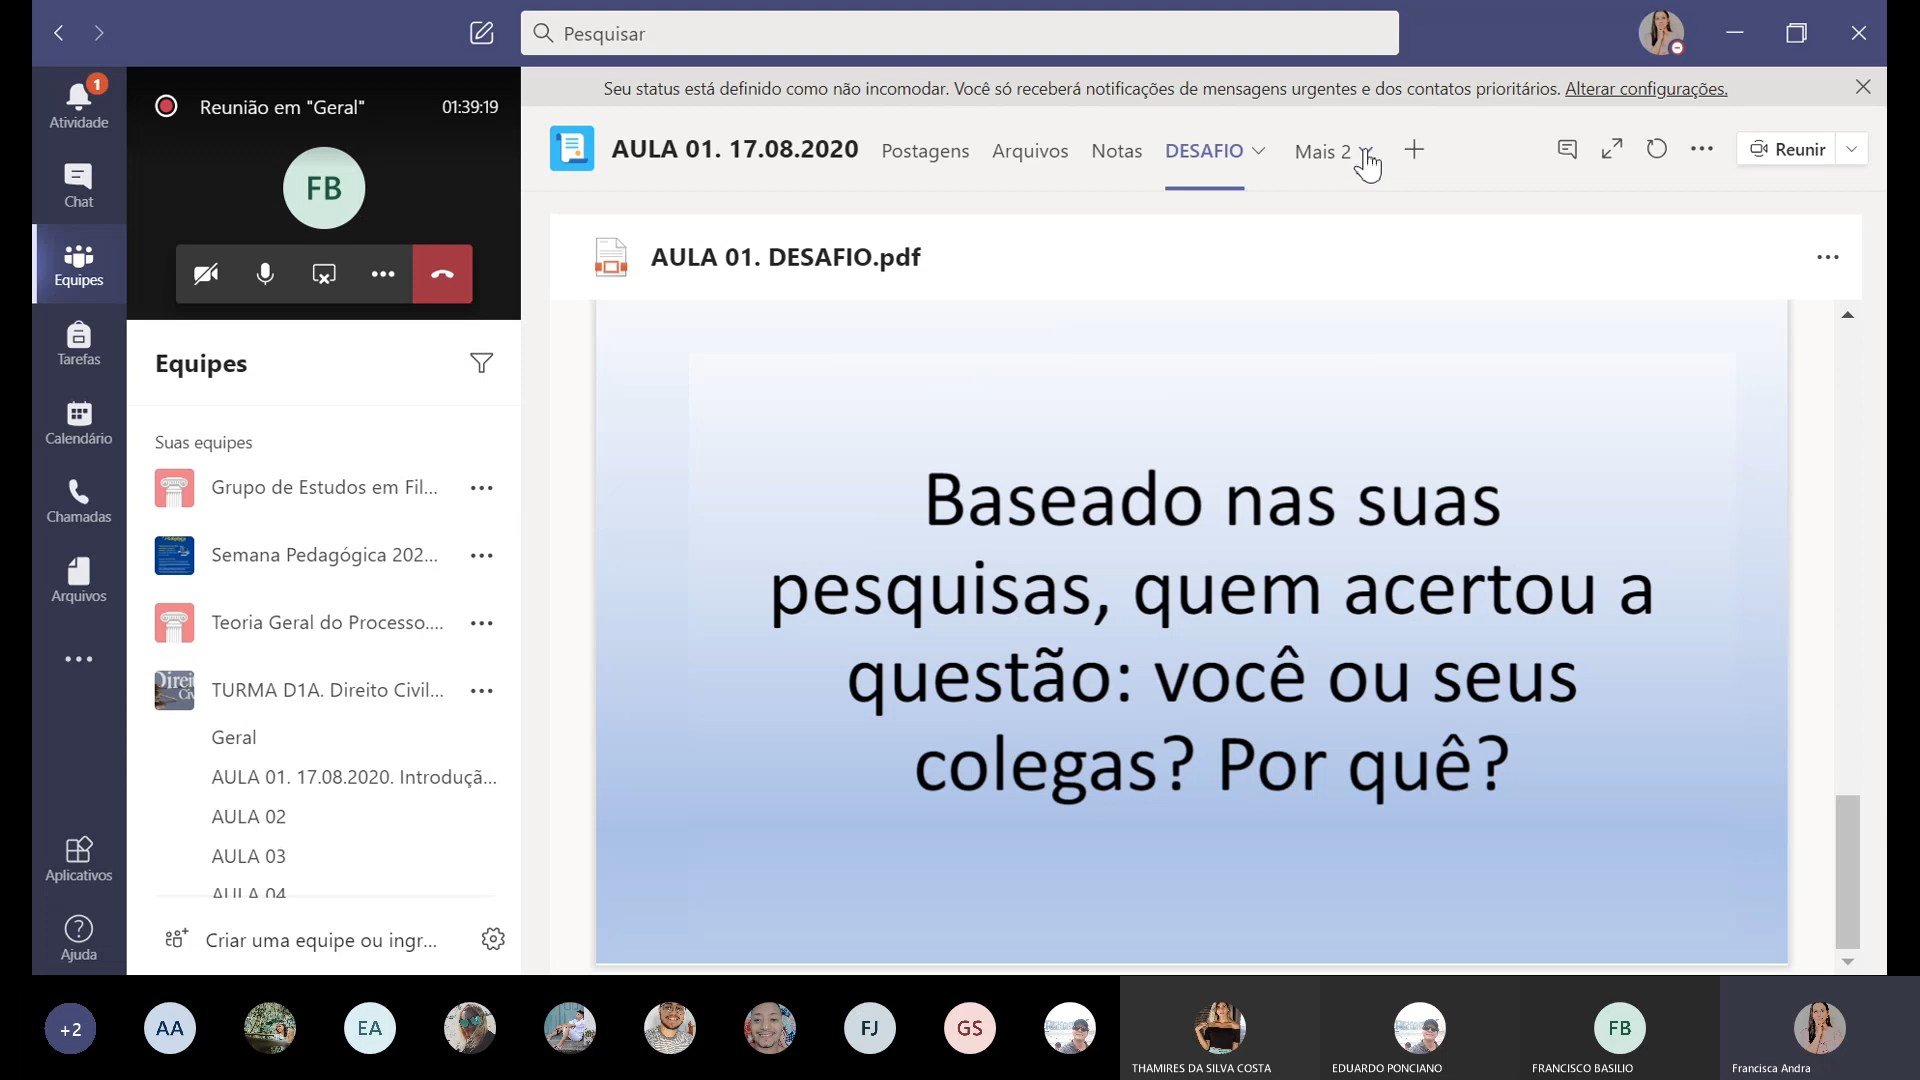 Pesquisar
Seu status está definido como não incomodar. Você só receberá notificações de mensagens urgentes e dos contatos prioritários. Alterar configurações.
1
Atividade
Chat
Equipes
Tarefas
Calendário
Chamadas
Arquivos
Aplicativos
Ajuda
Reunião em "Geral"
01:39:19
FB
Equipes
Suas equipes
Grupo de Estudos em Fil...
Semana Pedagógica 202...
Teoria Geral do Processo....
TURMA D1A. Direito Civil...
Geral
AULA 01. 17.08.2020. Introduçã...
AULA 02
AULA 03
AULA 04
Criar uma equipe ou ingr...
AULA 01. 17.08.2020
Postagens
Arquivos
Notas
DESAFIO
Mais 2
Reunir
AULA 01. DESAFIO.pdf
Baseado nas suas
pesquisas, quem acertou a
questão: você ou seus
colegas? Por quê?
+2
AA
EA
FJ
GS
THAMIRES DA SILVA COSTA
EDUARDO PONCIANO
FB
FRANCISCO BASILIO
Francisca Andra